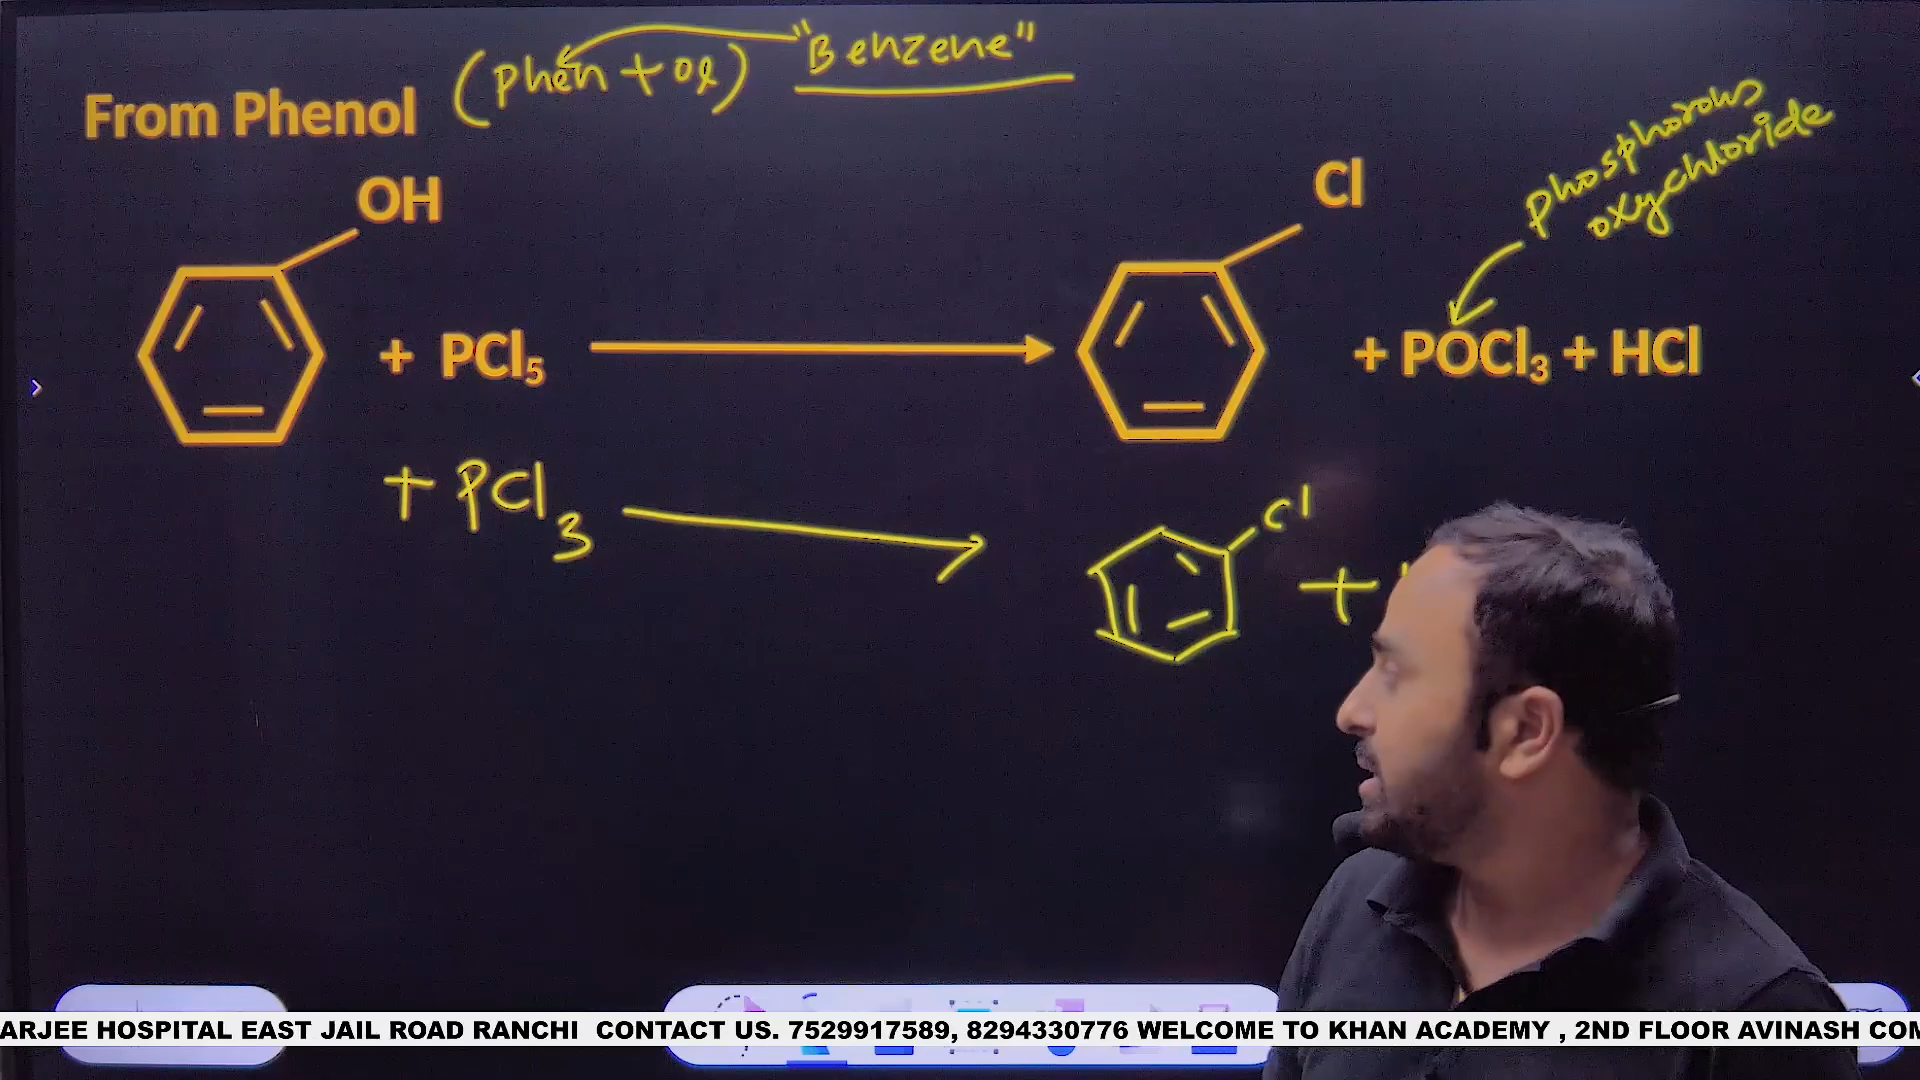 (Phen + ol) "Benzene"
From Phenol
phosphorous
oxychloride
OH
Cl
+ PCl₅
+ POCl₃ + HCl
+ PCl₃
Cl
+
ARJEE HOSPITAL EAST JAIL ROAD RANCHI CONTACT US. 7529917589, 8294330776 WELCOME TO KHAN ACADEMY , 2ND FLOOR AVINASH COM